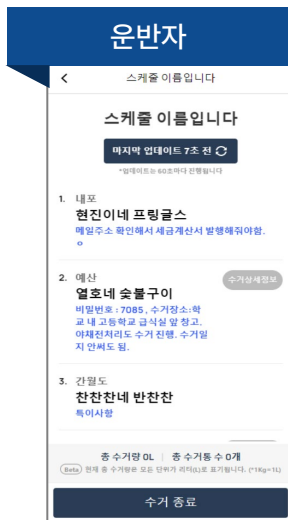 운반자
스케줄 이름입니다
스케줄 이름입니다
마지막 업데이트 7초 전
*업데이트는 60초마다 진행됩니다
1. 내포
현진이네 프링글스
메일주소 확인해서 세금계산서 발행해줘야함.
ㅇ
2. 예산
수거상세정보
열호네 숯불구이
비밀번호 : 7085, 수거장소:학
교 내 고등학교 급식실 앞 창고.
야채전처리도 수거 진행. 수거일
지 안써도 됨.
3. 간월도
찬찬찬네 반찬찬
특이사항
총 수거량 0L | 총 수거통 수 0개
(Beta) 현재 총 수거량은 모든 단위가 리터(L)로 표기됩니다. (*1Kg=1L)
수거 종료